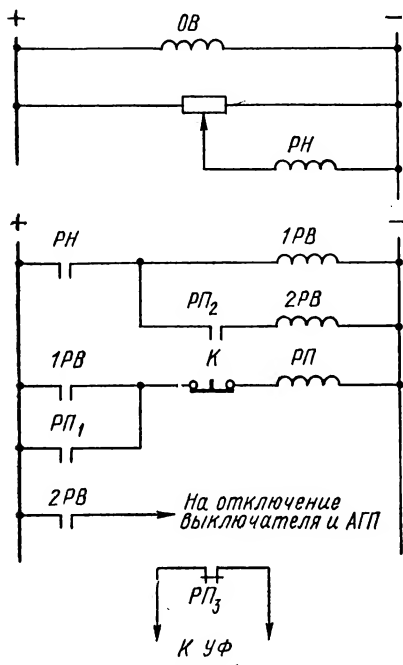 + –
ОВ
РН
+ –
РН 1РВ
РП2 2РВ
1РВ К РП
РП1
2РВ На отключение
выключателя и АГП
РП3
К УФ